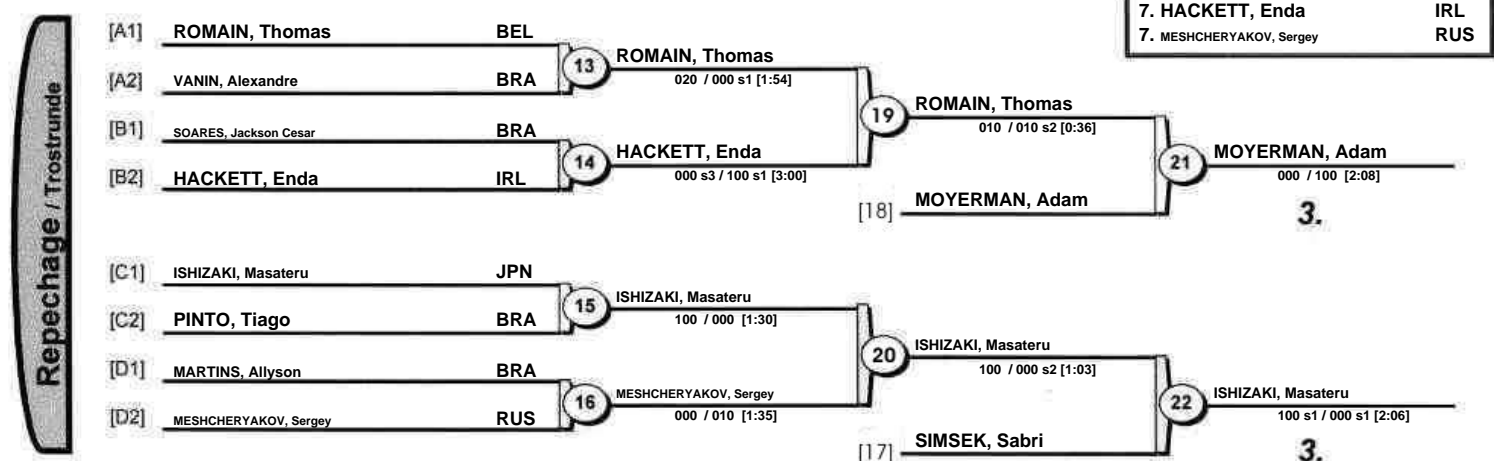 7. HACKETT, Enda IRL
7. MESHCHERYAKOV, Sergey RUS
Repechage / Trostrunde
[A1] ROMAIN, Thomas BEL
[A2] VANIN, Alexandre BRA
13
ROMAIN, Thomas
020 / 000 s1 [1:54]
[B1] SOARES, Jackson Cesar BRA
[B2] HACKETT, Enda IRL
14
HACKETT, Enda
000 s3 / 100 s1 [3:00]
19
ROMAIN, Thomas
010 / 010 s2 [0:36]
[18] MOYERMAN, Adam
21
MOYERMAN, Adam
000 / 100 [2:08]
3.
[C1] ISHIZAKI, Masateru JPN
[C2] PINTO, Tiago BRA
15
ISHIZAKI, Masateru
100 / 000 [1:30]
[D1] MARTINS, Allyson BRA
[D2] MESHCHERYAKOV, Sergey RUS
16
MESHCHERYAKOV, Sergey
000 / 010 [1:35]
20
ISHIZAKI, Masateru
100 / 000 s2 [1:03]
[17] SIMSEK, Sabri
22
ISHIZAKI, Masateru
100 s1 / 000 s1 [2:06]
3.